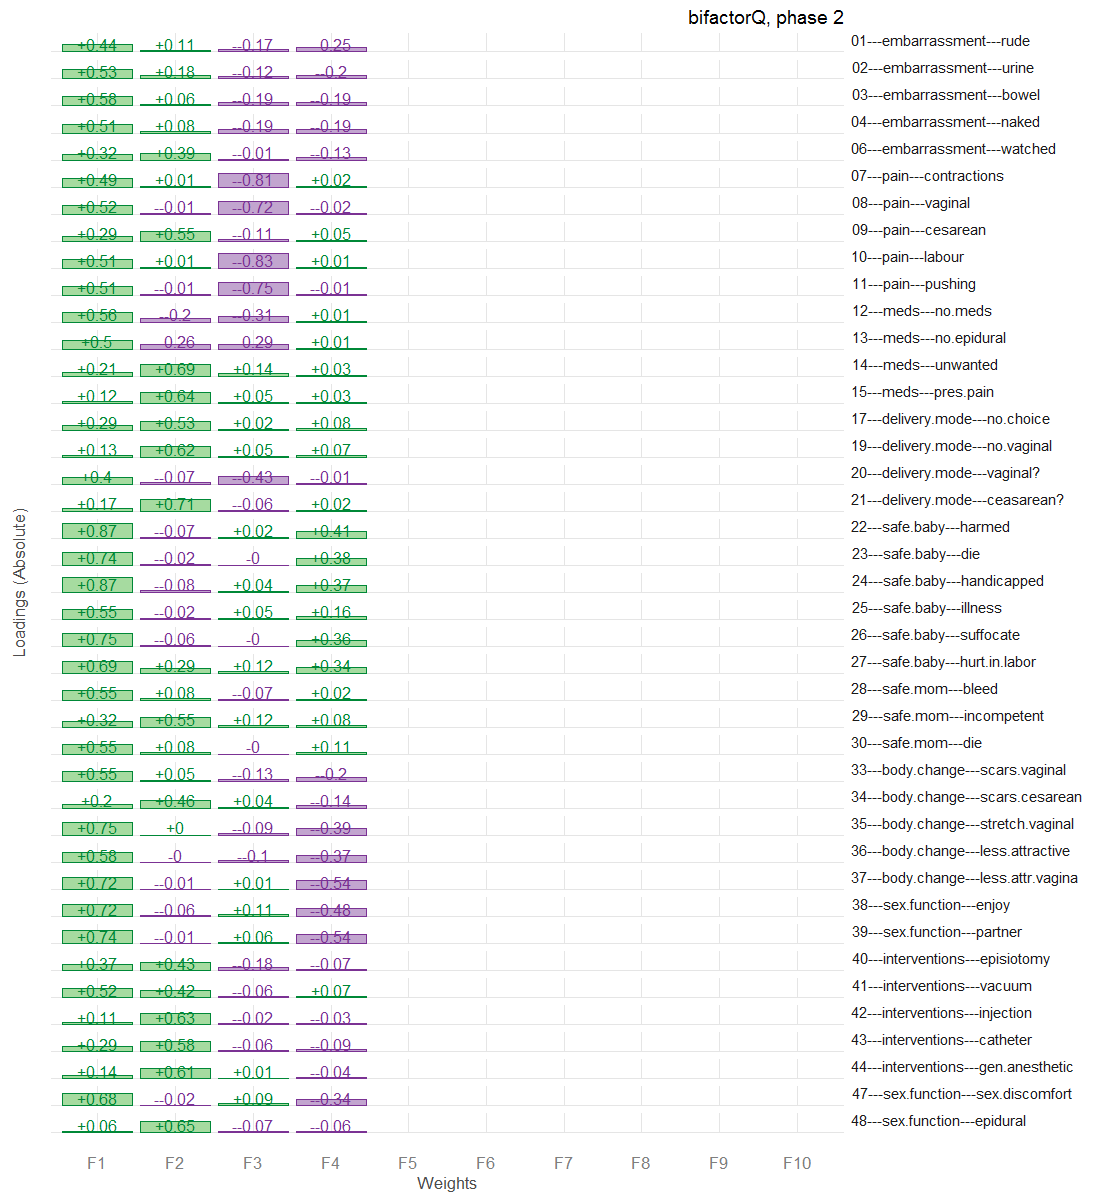 bifactorQ, phase 2
+0.44 +0.11 --0.17 --0.25 01---embarrassment---rude
+0.53 +0.18 --0.12 --0.2 02---embarrassment---urine
+0.58 +0.06 --0.19 --0.19 03---embarrassment---bowel
+0.51 +0.08 --0.19 --0.19 04---embarrassment---naked
+0.32 +0.39 --0.01 --0.13 06---embarrassment---watched
+0.49 +0.01 --0.81 +0.02 07---pain---contractions
+0.52 --0.01 --0.72 --0.02 08---pain---vaginal
+0.29 +0.55 --0.11 +0.05 09---pain---cesarean
+0.51 +0.01 --0.83 +0.01 10---pain---labour
+0.51 --0.01 --0.75 --0.01 11---pain---pushing
+0.56 --0.2 --0.31 +0.01 12---meds---no.meds
+0.5 --0.26 --0.29 +0.01 13---meds---no.epidural
+0.21 +0.69 +0.14 +0.03 14---meds---unwanted
+0.12 +0.64 +0.05 +0.03 15---meds---pres.pain
+0.29 +0.53 +0.02 +0.08 17---delivery.mode---no.choice
+0.13 +0.62 +0.05 +0.07 19---delivery.mode---no.vaginal
+0.4 --0.07 --0.43 --0.01 20---delivery.mode---vaginal?
+0.17 +0.71 --0.06 +0.02 21---delivery.mode---ceasarean?
+0.87 --0.07 +0.02 +0.41 22---safe.baby---harmed
+0.74 --0.02 -0 +0.38 23---safe.baby---die
+0.87 --0.08 +0.04 +0.37 24---safe.baby---handicapped
+0.55 --0.02 +0.05 +0.16 25---safe.baby---illness
+0.75 --0.06 -0 +0.36 26---safe.baby---suffocate
+0.69 +0.29 +0.12 +0.34 27---safe.baby---hurt.in.labor
+0.55 +0.08 --0.07 +0.02 28---safe.mom---bleed
+0.32 +0.55 +0.12 +0.08 29---safe.mom---incompetent
+0.55 +0.08 -0 +0.11 30---safe.mom---die
+0.55 +0.05 --0.13 --0.2 33---body.change---scars.vaginal
+0.2 +0.46 +0.04 --0.14 34---body.change---scars.cesarean
+0.75 +0 --0.09 --0.39 35---body.change---stretch.vaginal
+0.58 -0 --0.1 --0.37 36---body.change---less.attractive
+0.72 --0.01 +0.01 --0.54 37---body.change---less.attr.vagina
+0.72 --0.06 +0.11 --0.48 38---sex.function---enjoy
+0.74 --0.01 +0.06 --0.54 39---sex.function---partner
+0.37 +0.43 --0.18 --0.07 40---interventions---episiotomy
+0.52 +0.42 --0.06 +0.07 41---interventions---vacuum
+0.11 +0.63 --0.02 --0.03 42---interventions---injection
+0.29 +0.58 --0.06 --0.09 43---interventions---catheter
+0.14 +0.61 +0.01 --0.04 44---interventions---gen.anesthetic
+0.68 --0.02 +0.09 --0.34 47---sex.function---sex.discomfort
+0.06 +0.65 --0.07 --0.06 48---sex.function---epidural
Loadings (Absolute)
F1 F2 F3 F4 F5 F6 F7 F8 F9 F10
Weights